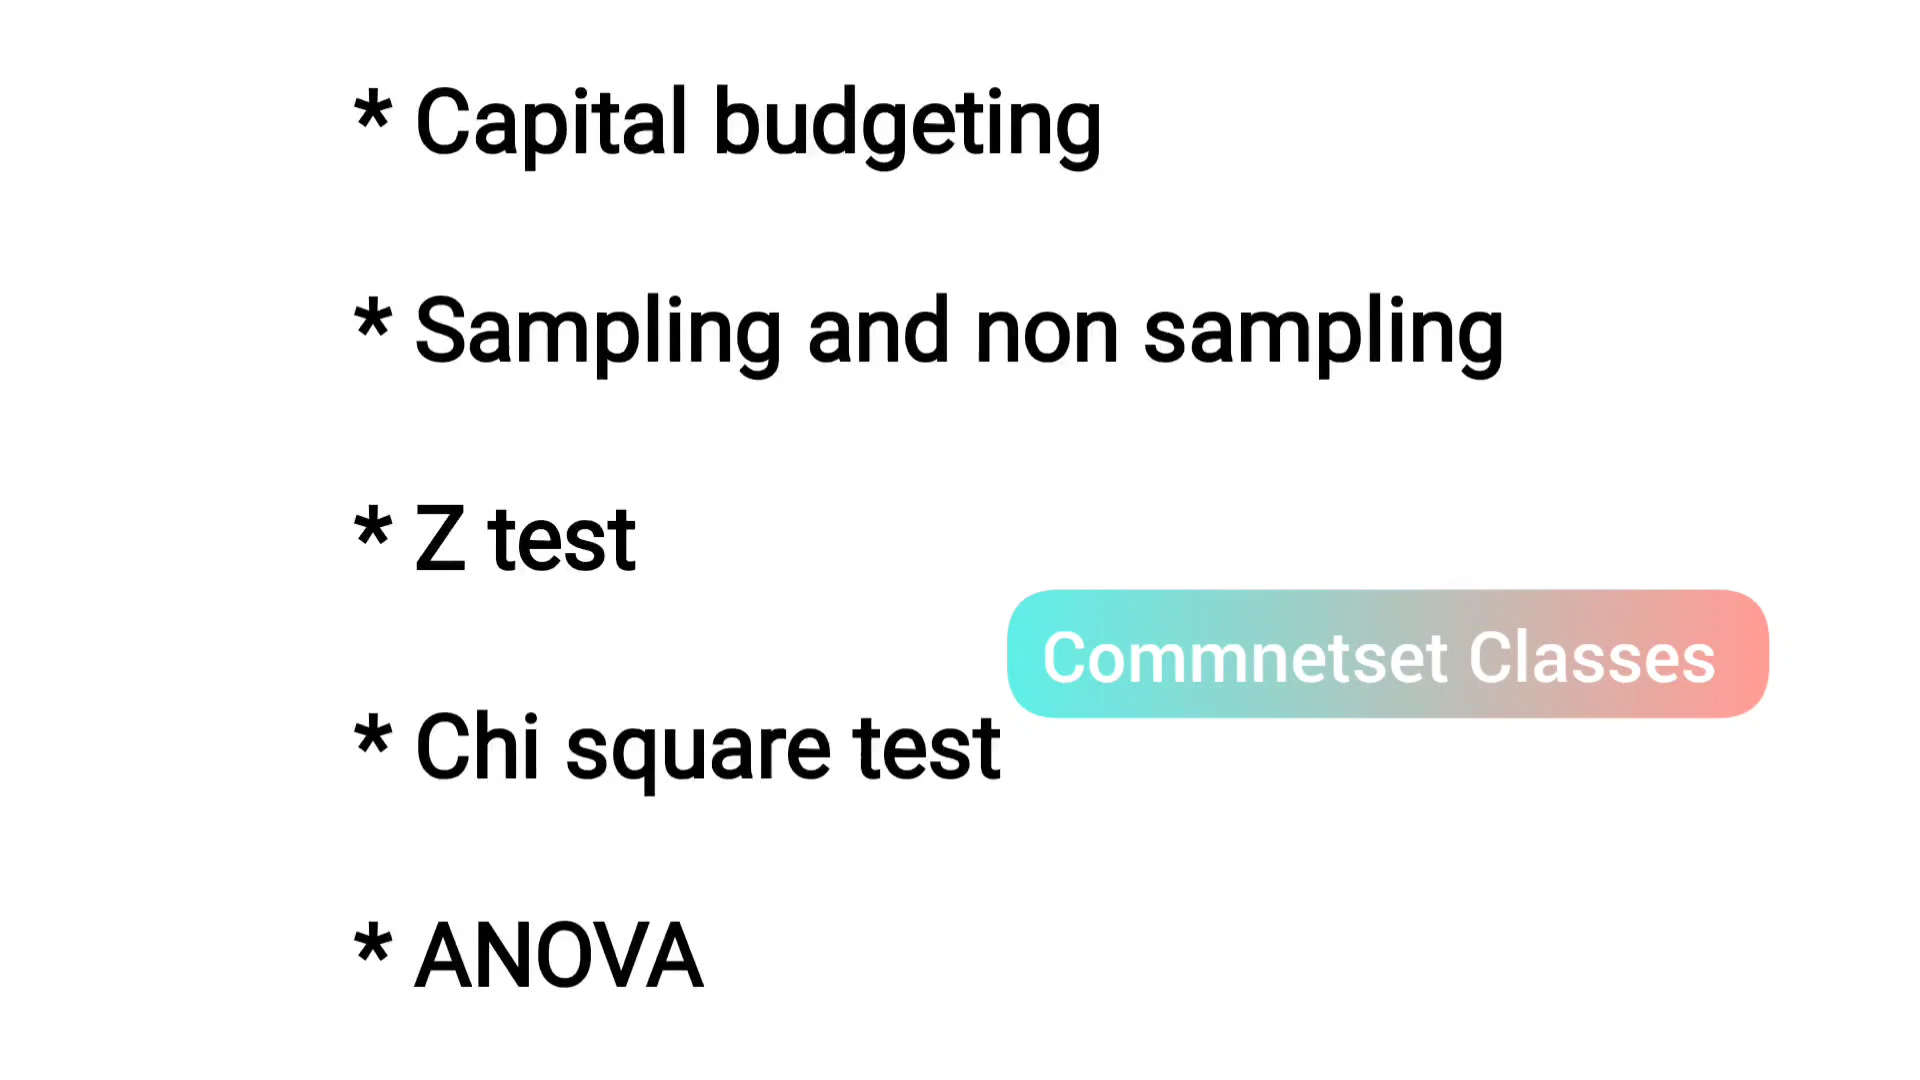 * Capital budgeting
* Sampling and non sampling
* Z test
Commnetset Classes
* Chi square test
* ANOVA